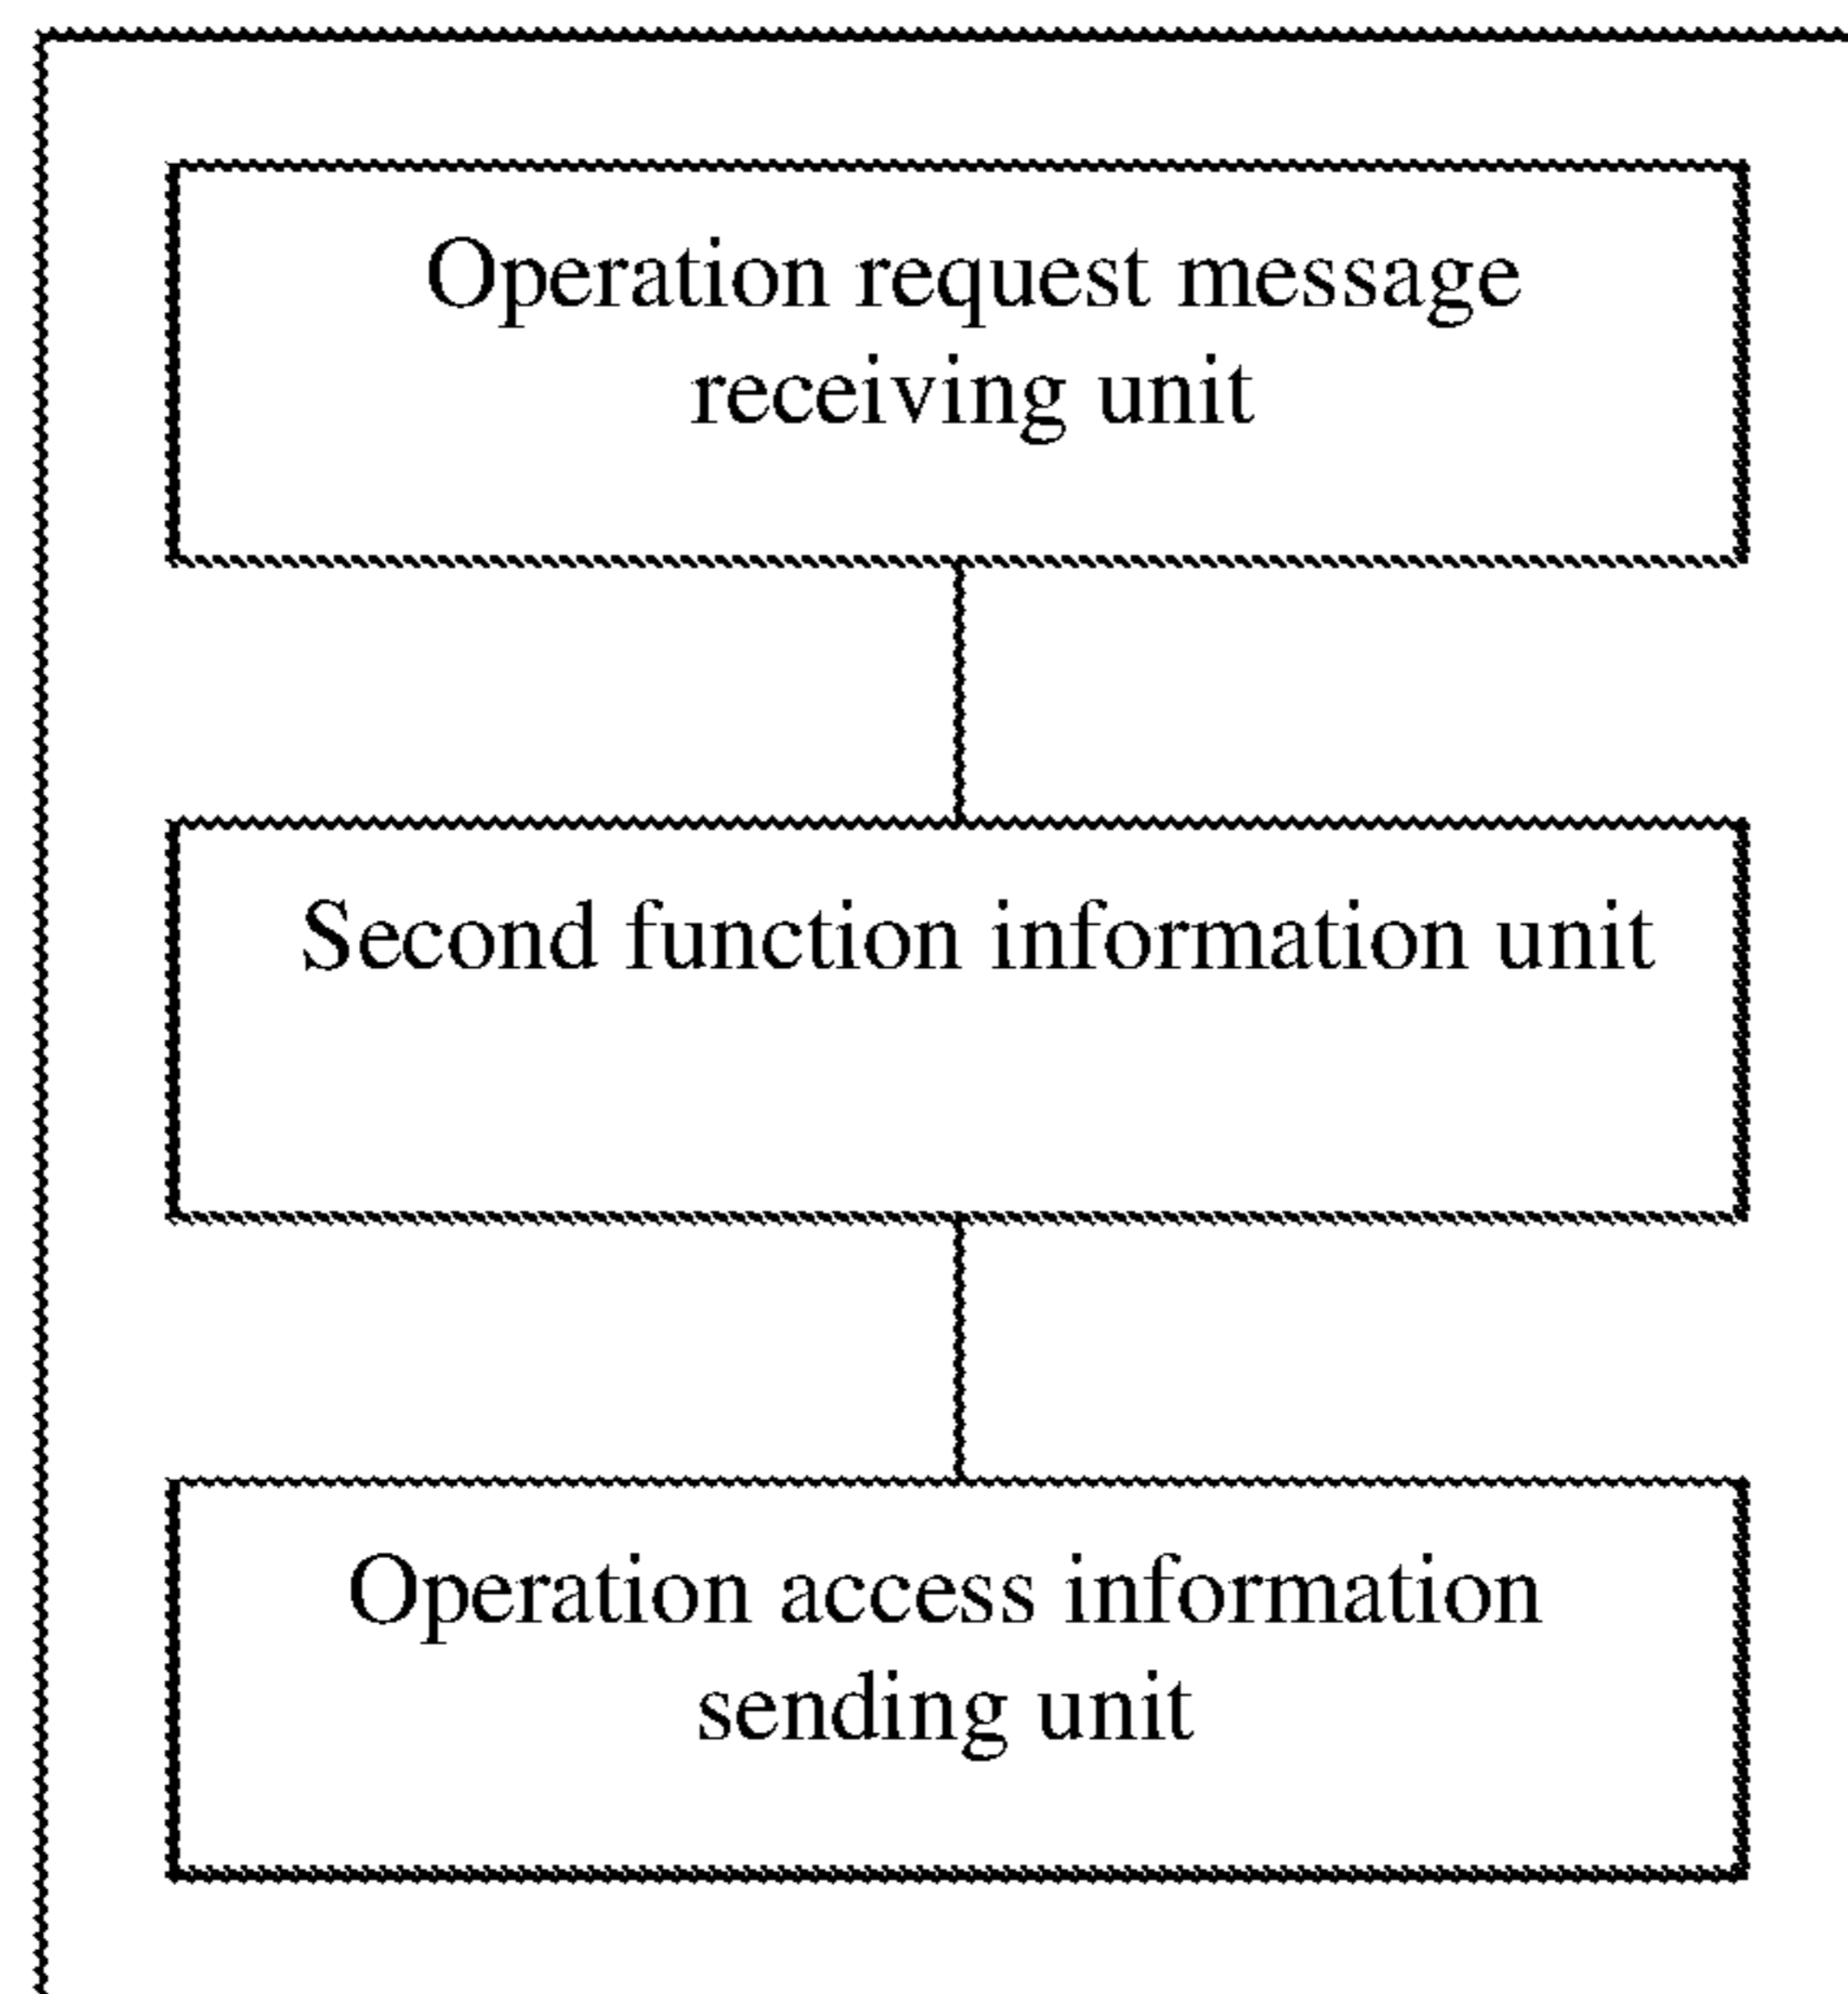 Operation request message
receiving unit
Second function information unit
Operation access information
sending unit